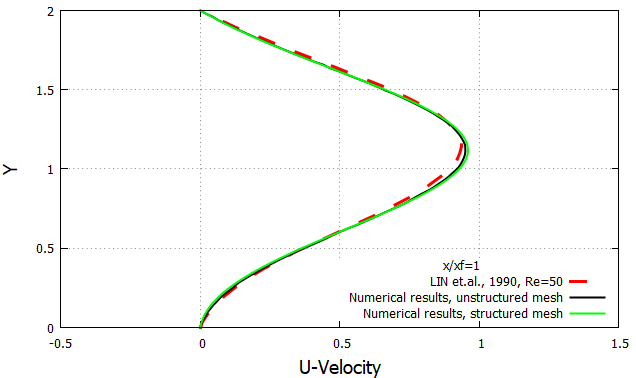 2
1.5
Y
1
0.5
x/xf=1
LIN et.al., 1990, Re=50
Numerical results, unstructured mesh
Numerical results, structured mesh
0
-0.5 0 0.5 1 1.5
U-Velocity